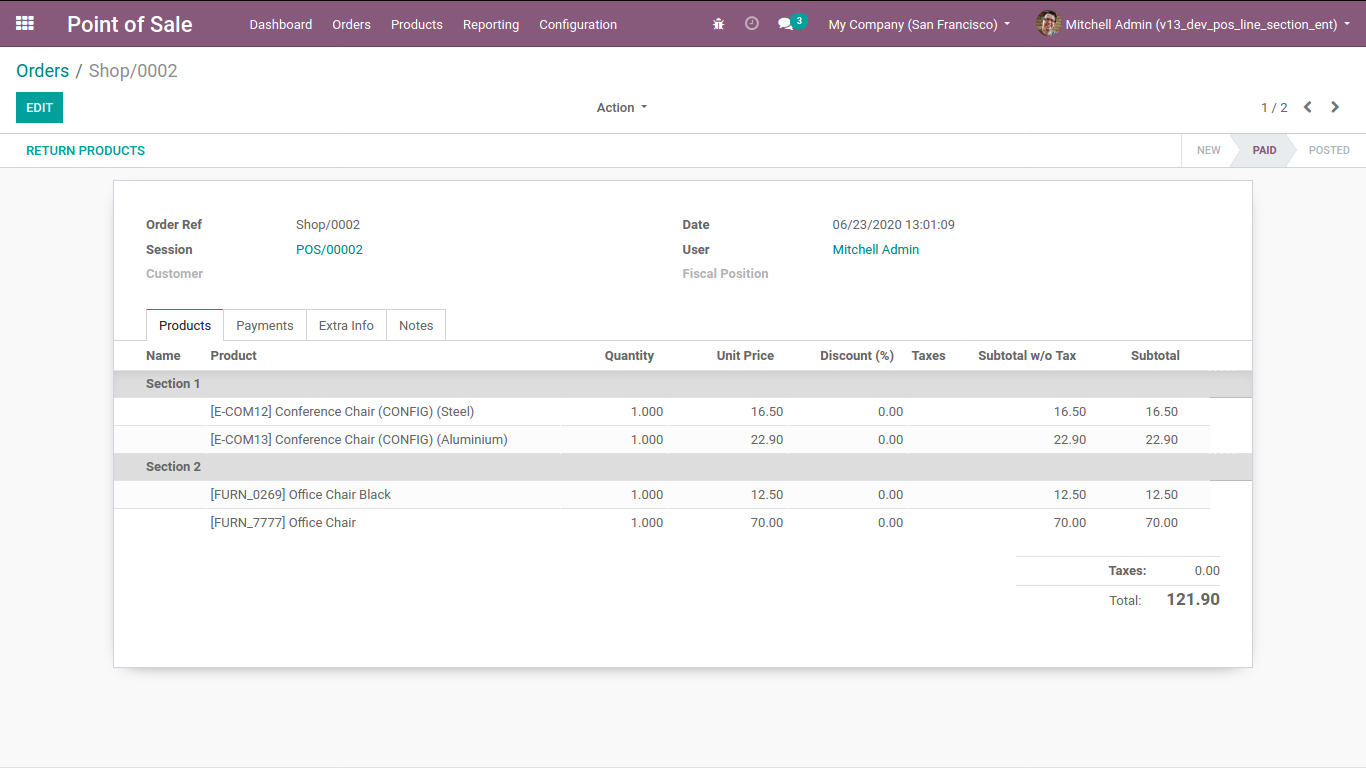 Point of Sale Dashboard Orders Products Reporting Configuration 3 My Company (San Francisco) Mitchell Admin (v13_dev_pos_line_section_ent)
Orders / Shop/0002
EDIT Action 1 / 2
RETURN PRODUCTS NEW PAID POSTED
Order Ref Shop/0002 Date 06/23/2020 13:01:09
Session POS/00002 User Mitchell Admin
Customer Fiscal Position
Products Payments Extra Info Notes
Name Product Quantity Unit Price Discount (%) Taxes Subtotal w/o Tax Subtotal
Section 1
[E-COM12] Conference Chair (CONFIG) (Steel) 1.000 16.50 0.00 16.50 16.50
[E-COM13] Conference Chair (CONFIG) (Aluminium) 1.000 22.90 0.00 22.90 22.90
Section 2
[FURN_0269] Office Chair Black 1.000 12.50 0.00 12.50 12.50
[FURN_7777] Office Chair 1.000 70.00 0.00 70.00 70.00
Taxes: 0.00
Total: 121.90